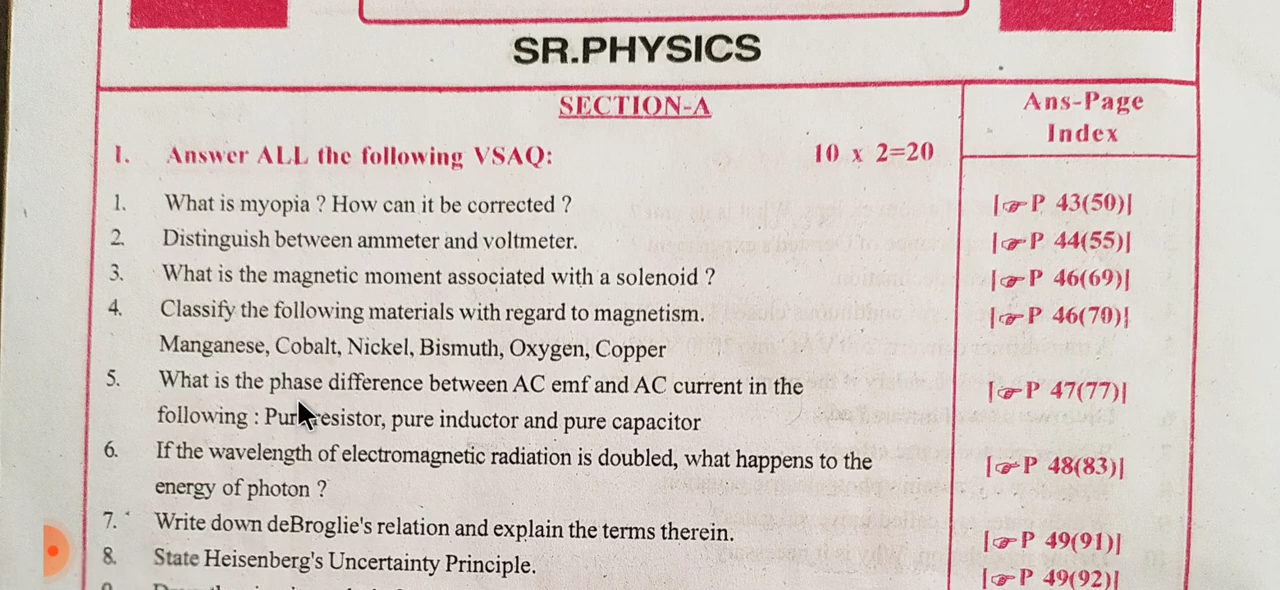 SR.PHYSICS
SECTION-A
Ans-Page
Index
I. Answer ALL the following VSAQ: 10 x 2=20
1. What is myopia ? How can it be corrected ? |☞P 43(50)|
2. Distinguish between ammeter and voltmeter. |☞P 44(55)|
3. What is the magnetic moment associated with a solenoid ? |☞P 46(69)|
4. Classify the following materials with regard to magnetism. |☞P 46(70)|
Manganese, Cobalt, Nickel, Bismuth, Oxygen, Copper
5. What is the phase difference between AC emf and AC current in the |☞P 47(77)|
following : Pure resistor, pure inductor and pure capacitor
6. If the wavelength of electromagnetic radiation is doubled, what happens to the |☞P 48(83)|
energy of photon ?
7. Write down deBroglie's relation and explain the terms therein. |☞P 49(91)|
8. State Heisenberg's Uncertainty Principle. |☞P 49(92)|